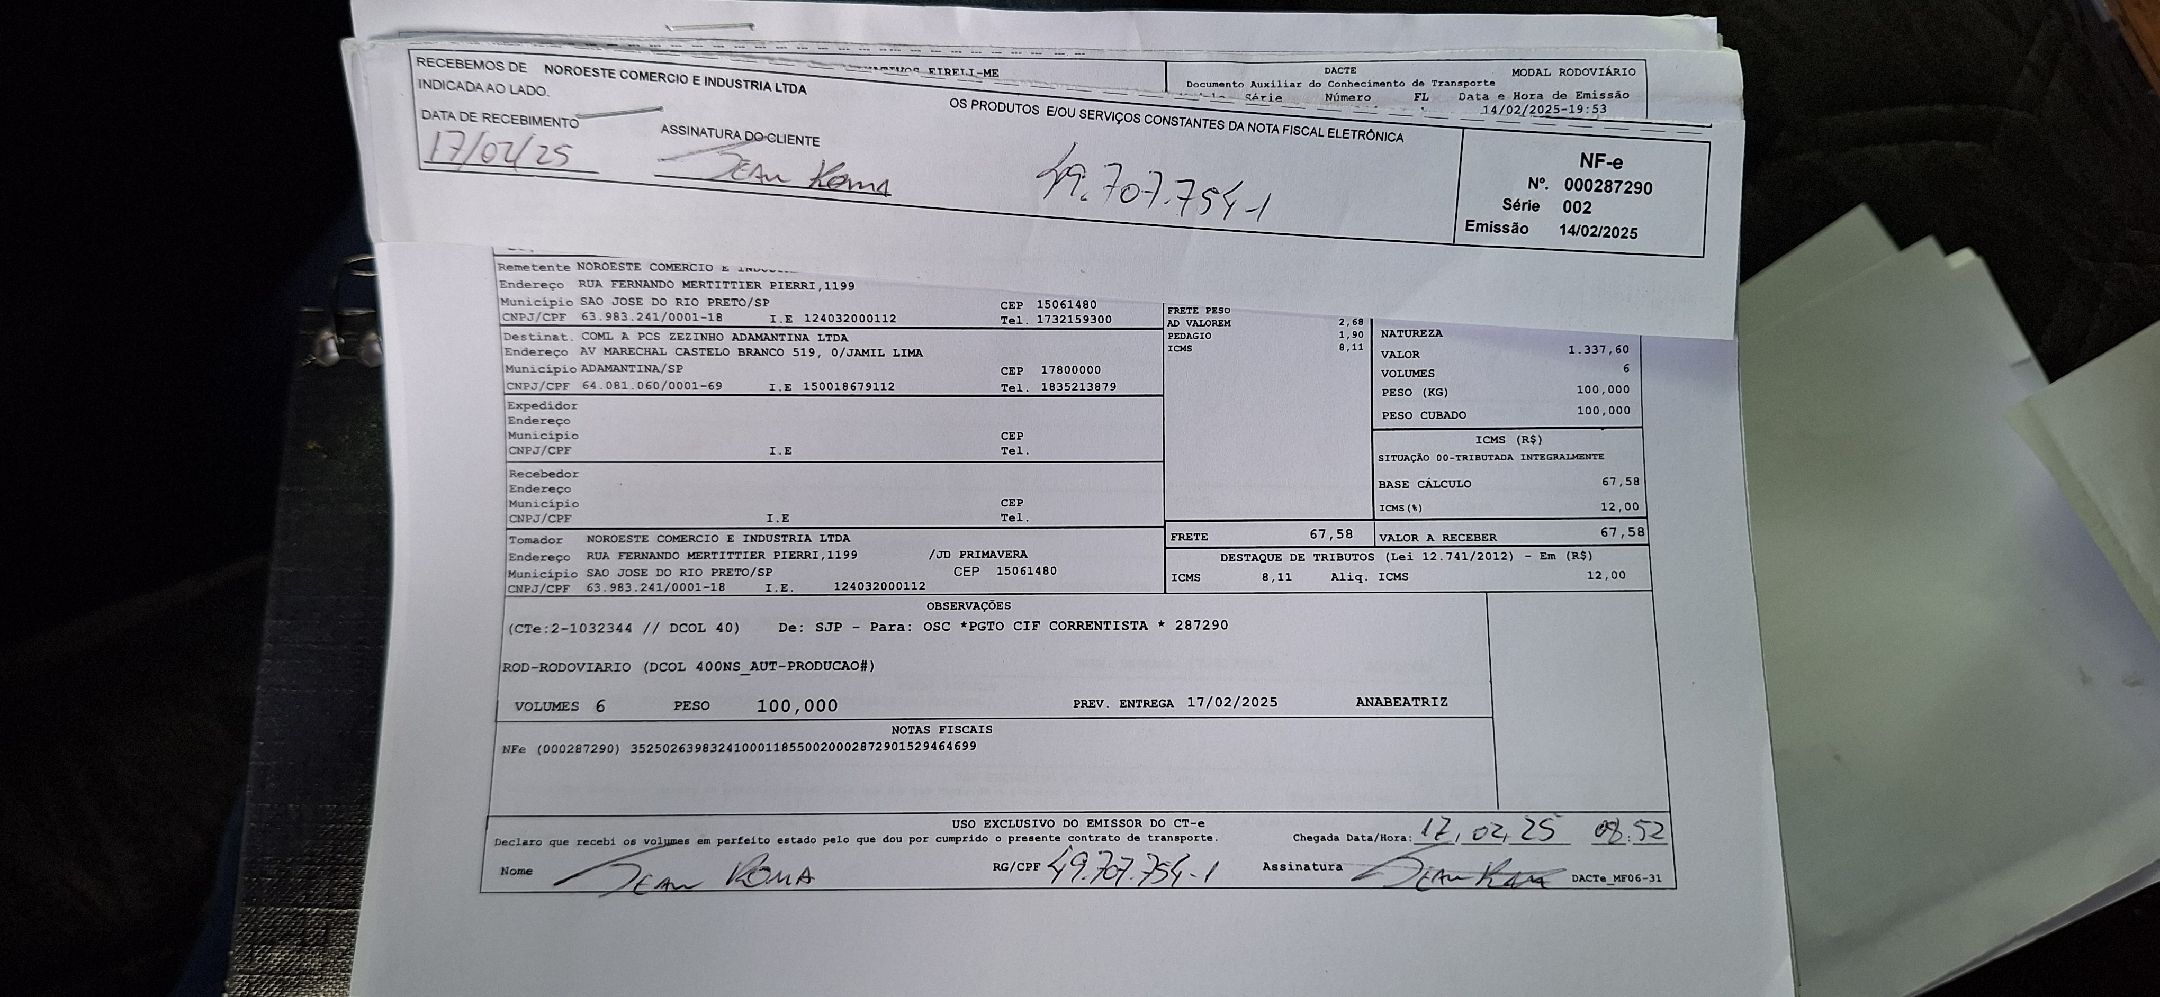 RECEBEMOS DE NOROESTE COMERCIO E INDUSTRIA LTDA
OS PRODUTOS E/OU SERVIÇOS CONSTANTES DA NOTA FISCAL ELETRÔNICA
INDICADA AO LADO.
DATA DE RECEBIMENTO
17/02/25
ASSINATURA DO CLIENTE
JEAN ROMA
49.707.754-1
NF-e
Nº. 000287290
Série 002
Emissão 14/02/2025
EIRELI-ME
DACTE
Documento Auxiliar do Conhecimento de Transporte
MODAL RODOVIÁRIO
Série Número FL Data e Hora de Emissão
14/02/2025-19:53
Remetente NOROESTE COMERCIO E
Endereço RUA FERNANDO MERTITTIER PIERRI,1199
Município SAO JOSE DO RIO PRETO/SP CEP 15061480
CNPJ/CPF 63.983.241/0001-18 I.E 124032000112 Tel. 1732159300
Destinat. COML A PCS ZEZINHO ADAMANTINA LTDA
Endereço AV MARECHAL CASTELO BRANCO 519, 0/JAMIL LIMA
Município ADAMANTINA/SP CEP 17800000
CNPJ/CPF 64.081.060/0001-69 I.E 150018679112 Tel. 1835213879
Expedidor
Endereço
Município CEP
CNPJ/CPF I.E Tel.
Recebedor
Endereço
Município CEP
CNPJ/CPF I.E Tel.
Tomador NOROESTE COMERCIO E INDUSTRIA LTDA
Endereço RUA FERNANDO MERTITTIER PIERRI,1199 /JD PRIMAVERA
Município SAO JOSE DO RIO PRETO/SP CEP 15061480
CNPJ/CPF 63.983.241/0001-18 I.E. 124032000112
FRETE PESO
AD VALOREM 2,68
PEDAGIO 1,90
ICMS 8,11
NATUREZA
VALOR 1.337,60
VOLUMES 6
PESO (KG) 100,000
PESO CUBADO 100,000
ICMS (R$)
SITUAÇÃO 00-TRIBUTADA INTEGRALMENTE
BASE CÁLCULO 67,58
ICMS(%) 12,00
FRETE 67,58 VALOR A RECEBER 67,58
DESTAQUE DE TRIBUTOS (Lei 12.741/2012) - Em (R$)
ICMS 8,11 Aliq. ICMS 12,00
OBSERVAÇÕES
(CTe:2-1032344 // DCOL 40) De: SJP - Para: OSC *PGTO CIF CORRENTISTA * 287290
ROD-RODOVIARIO (DCOL 400NS_AUT-PRODUCAO#)
VOLUMES 6 PESO 100,000 PREV. ENTREGA 17/02/2025 ANABEATRIZ
NOTAS FISCAIS
NFe (000287290) 35250263983241000118550020002872901529464699
USO EXCLUSIVO DO EMISSOR DO CT-e
Declaro que recebi os volumes em perfeito estado pelo que dou por cumprido o presente contrato de transporte. Chegada Data/Hora: 17,02,25 08:52
Nome JEAN ROMA RG/CPF 49.707.754-1 Assinatura JEAN ROMA DACTe_MF06-31